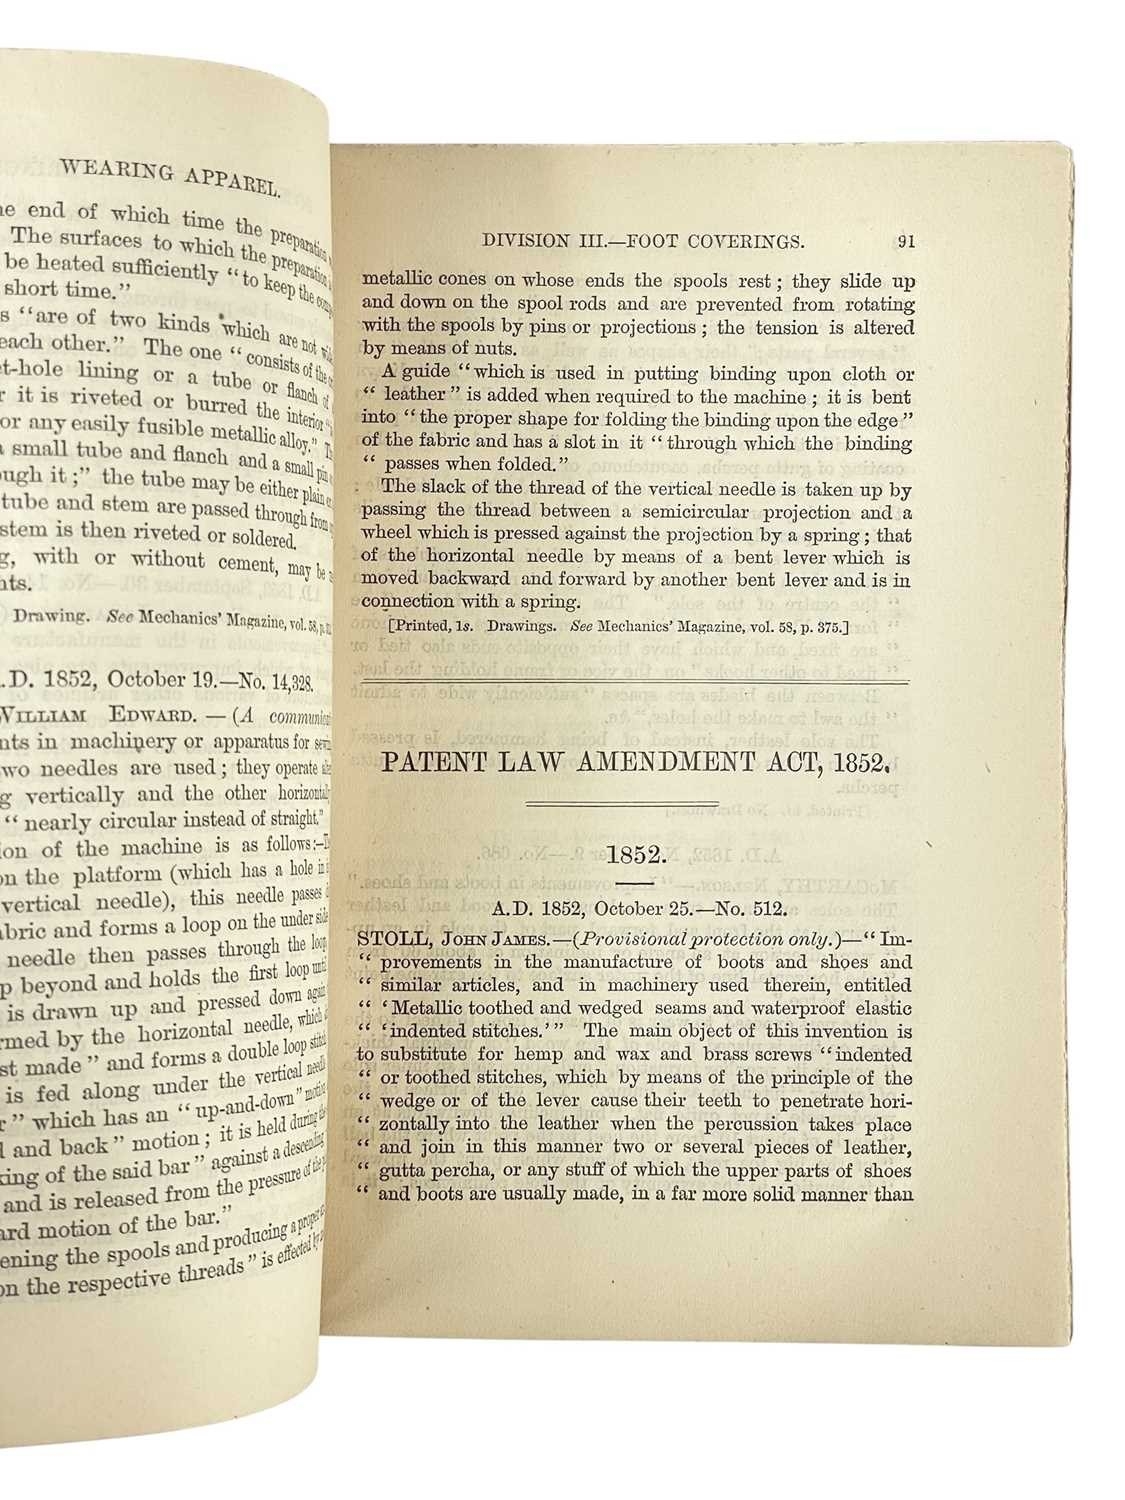 WEARING APPAREL.
end of which time the preparation
The surfaces to which the preparation
be heated sufficiently “to keep the
short time.”
“are of two kinds which are not
each other.” The one “consists of the
-hole lining or a tube or flanch of
it is riveted or burred the interior
or any easily fusible metallic alloy.”
small tube and flanch and a small pin
it;” the tube may be either plain
tube and stem are passed through from
stem is then riveted or soldered.
with or without cement, may be
Drawing. See Mechanics’ Magazine, vol. 58,
A.D. 1852, October 19.—No. 14,328.
WILLIAM EDWARD. — (A
in machinery or apparatus for
two needles are used; they operate
vertically and the other horizontally
“nearly circular instead of straight.”
of the machine is as follows:—
on the platform (which has a hole in
vertical needle), this needle passes
and forms a loop on the under side
needle then passes through the loop
beyond and holds the first loop until
is drawn up and pressed down again
by the horizontal needle, which
made” and forms a double loop
is fed along under the vertical needle
which has an “up-and-down” motion
and back” motion; it is held during the
of the said bar” against a descending
and is released from the pressure of the
motion of the bar.”
the spools and producing a proper
on the respective threads” is effected by
DIVISION III.—FOOT COVERINGS. 91
metallic cones on whose ends the spools rest; they slide up
and down on the spool rods and are prevented from rotating
with the spools by pins or projections; the tension is altered
by means of nuts.
A guide “which is used in putting binding upon cloth or
“leather” is added when required to the machine; it is bent
into “the proper shape for folding the binding upon the edge”
of the fabric and has a slot in it “through which the binding
“passes when folded.”
The slack of the thread of the vertical needle is taken up by
passing the thread between a semicircular projection and a
wheel which is pressed against the projection by a spring; that
of the horizontal needle by means of a bent lever which is
moved backward and forward by another bent lever and is in
connection with a spring.
[Printed, 1s. Drawings. See Mechanics’ Magazine, vol. 58, p. 375.]
PATENT LAW AMENDMENT ACT, 1852.
1852.
A.D. 1852, October 25.—No. 512.
STOLL, JOHN JAMES.—(Provisional protection only.)—“Im-
“provements in the manufacture of boots and shoes and
“similar articles, and in machinery used therein, entitled
“‘Metallic toothed and wedged seams and waterproof elastic
“‘indented stitches.’” The main object of this invention is
to substitute for hemp and wax and brass screws “indented
“or toothed stitches, which by means of the principle of the
“wedge or of the lever cause their teeth to penetrate hori-
“zontally into the leather when the percussion takes place
“and join in this manner two or several pieces of leather,
“gutta percha, or any stuff of which the upper parts of shoes
“and boots are usually made, in a far more solid manner than